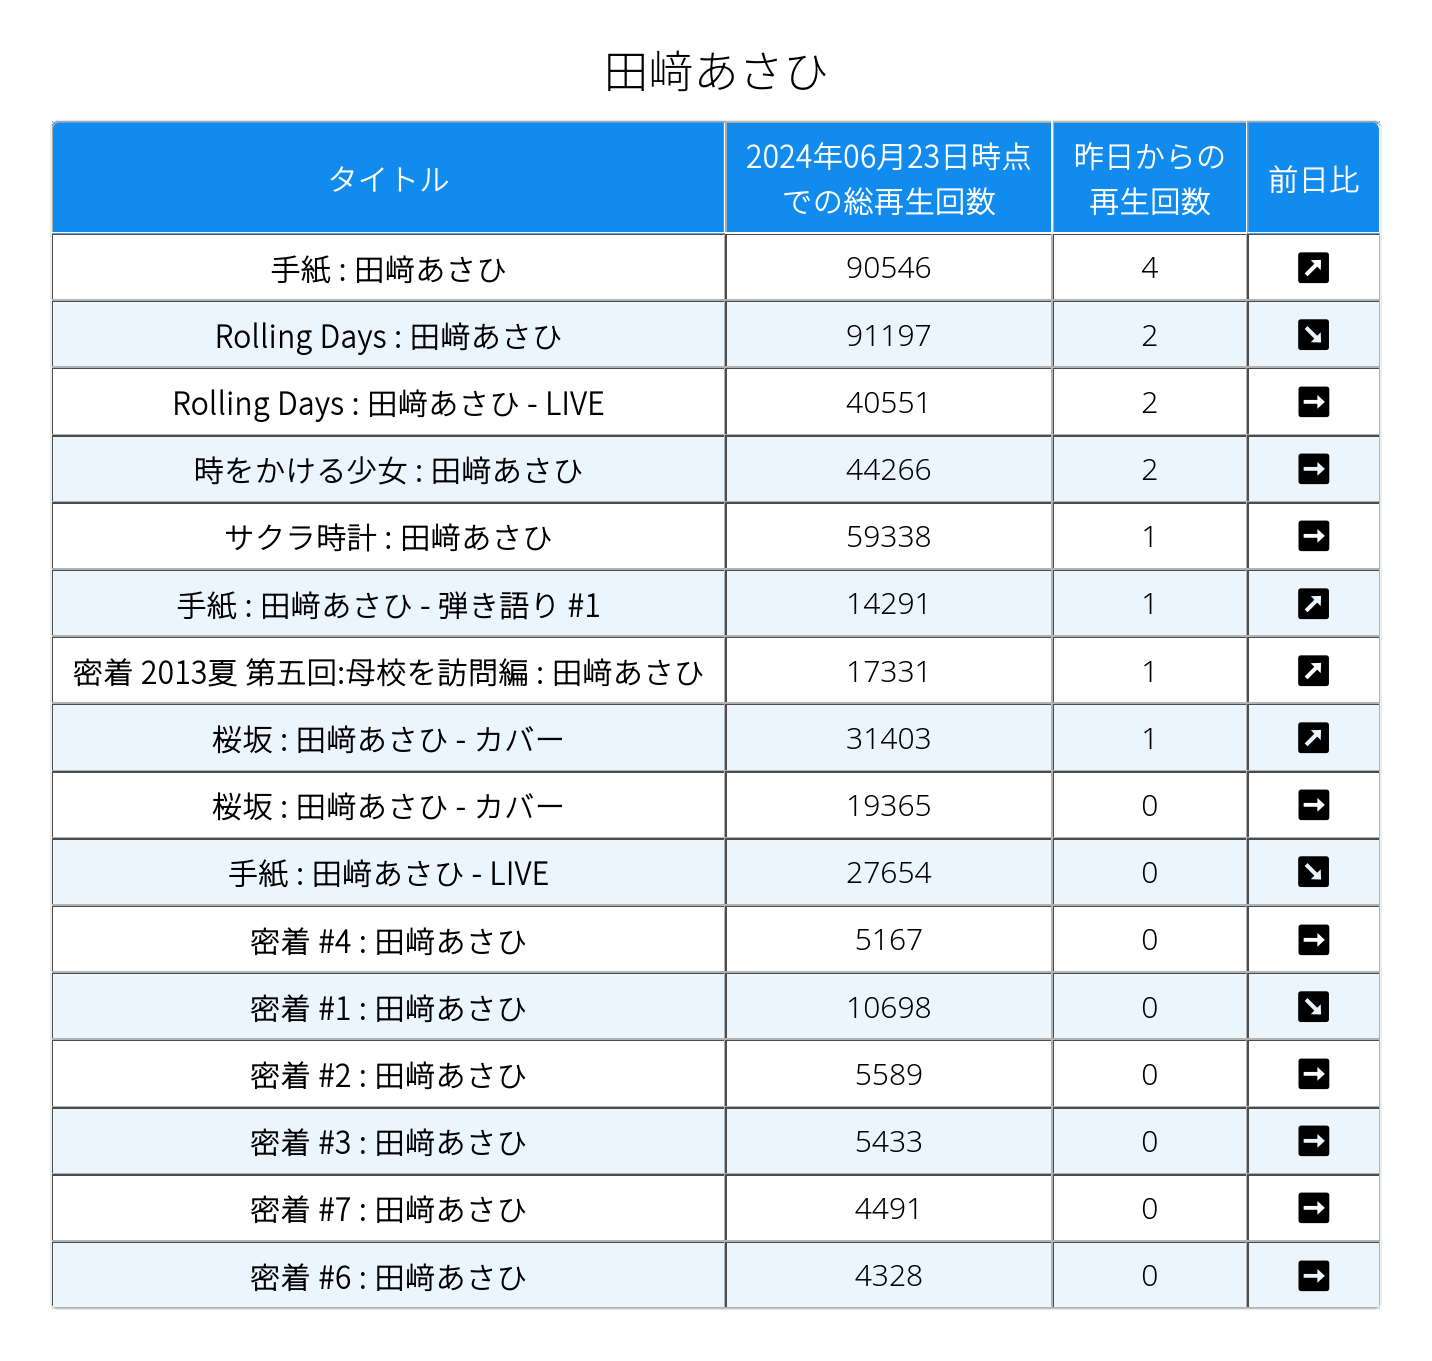 田﨑あさひ
タイトル
2024年06月23日時点
での総再生回数
昨日からの
再生回数
前日比
手紙 : 田﨑あさひ 90546 4 ↗
Rolling Days : 田﨑あさひ 91197 2 ↘
Rolling Days : 田﨑あさひ - LIVE 40551 2 →
時をかける少女 : 田﨑あさひ 44266 2 →
サクラ時計 : 田﨑あさひ 59338 1 →
手紙 : 田﨑あさひ - 弾き語り #1 14291 1 ↗
密着 2013夏 第五回:母校を訪問編 : 田﨑あさひ 17331 1 ↗
桜坂 : 田﨑あさひ - カバー 31403 1 ↗
桜坂 : 田﨑あさひ - カバー 19365 0 →
手紙 : 田﨑あさひ - LIVE 27654 0 ↘
密着 #4 : 田﨑あさひ 5167 0 →
密着 #1 : 田﨑あさひ 10698 0 ↘
密着 #2 : 田﨑あさひ 5589 0 →
密着 #3 : 田﨑あさひ 5433 0 →
密着 #7 : 田﨑あさひ 4491 0 →
密着 #6 : 田﨑あさひ 4328 0 →